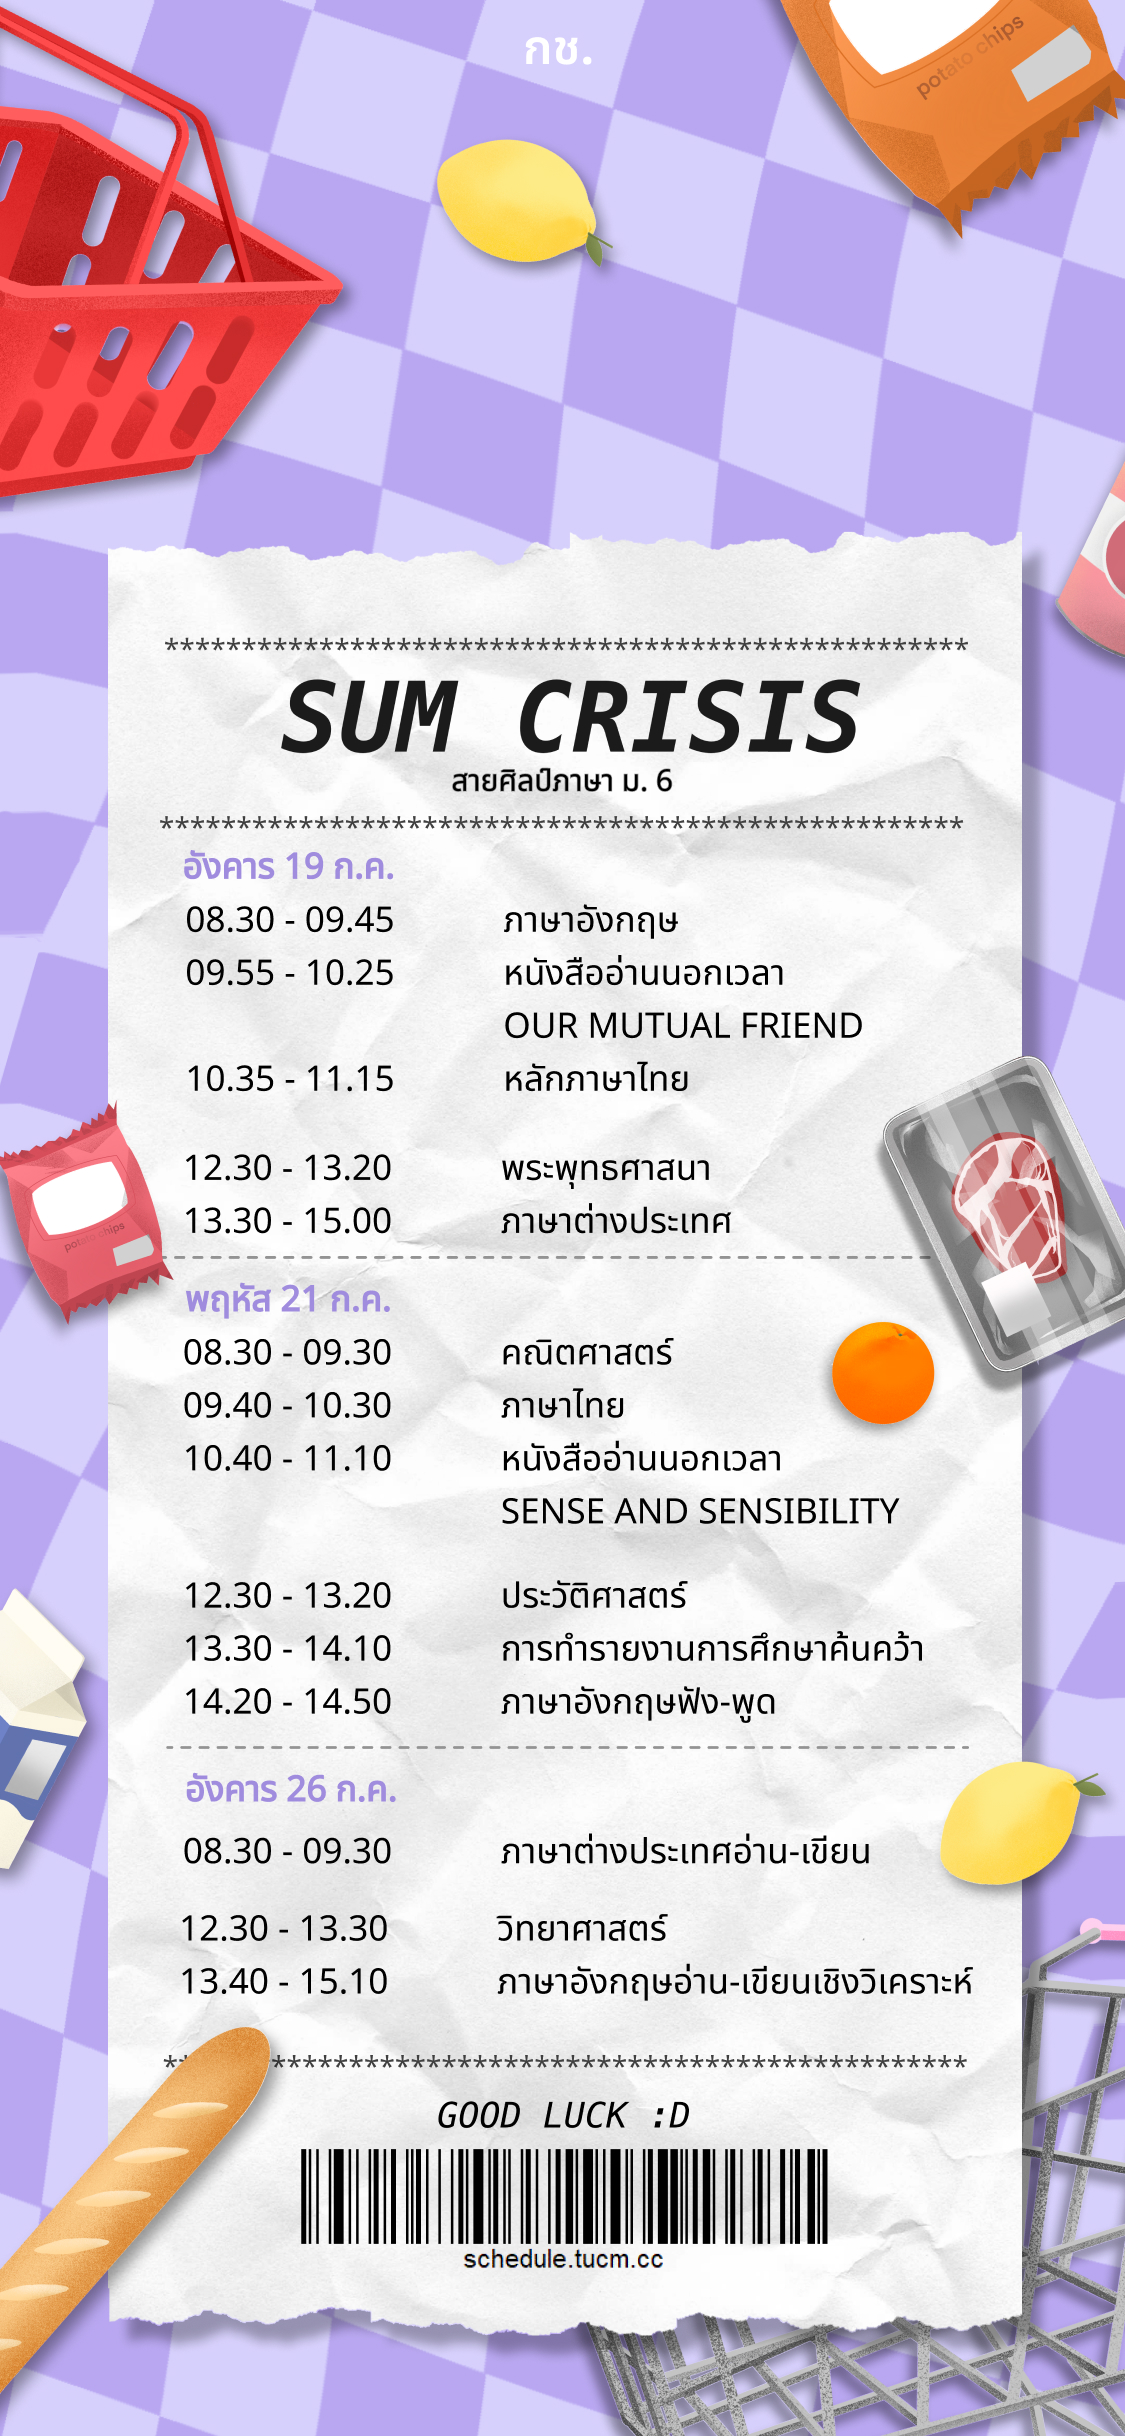 กช.
potato chips
***************************************************
SUM CRISIS
สายศิลป์ภาษา ม. 6
***************************************************
อังคาร 19 ก.ค.
08.30 - 09.45 ภาษาอังกฤษ
09.55 - 10.25 หนังสืออ่านนอกเวลา
OUR MUTUAL FRIEND
10.35 - 11.15 หลักภาษาไทย
12.30 - 13.20 พระพุทธศาสนา
13.30 - 15.00 ภาษาต่างประเทศ
potato chips
พฤหัส 21 ก.ค.
08.30 - 09.30 คณิตศาสตร์
09.40 - 10.30 ภาษาไทย
10.40 - 11.10 หนังสืออ่านนอกเวลา
SENSE AND SENSIBILITY
12.30 - 13.20 ประวัติศาสตร์
13.30 - 14.10 การทำรายงานการศึกษาค้นคว้า
14.20 - 14.50 ภาษาอังกฤษฟัง-พูด
อังคาร 26 ก.ค.
08.30 - 09.30 ภาษาต่างประเทศอ่าน-เขียน
12.30 - 13.30 วิทยาศาสตร์
13.40 - 15.10 ภาษาอังกฤษอ่าน-เขียนเชิงวิเคราะห์
***************************************************
GOOD LUCK :D
schedule.tucm.cc